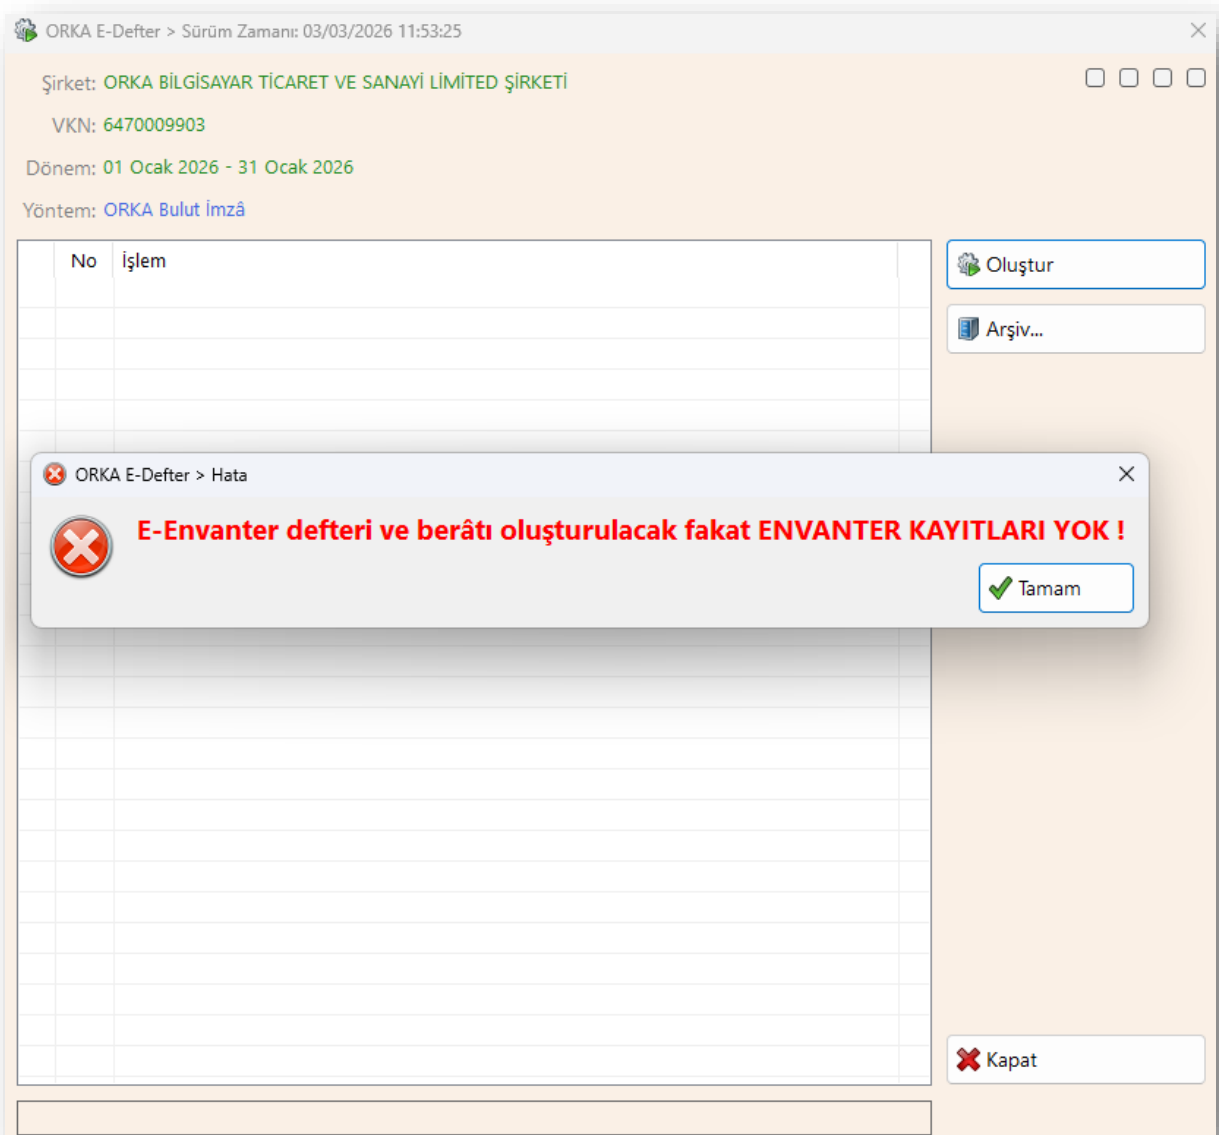 ORKA E-Defter > Sürüm Zamanı: 03/03/2026 11:53:25
Şirket: ORKA BİLGİSAYAR TİCARET VE SANAYİ LİMİTED ŞİRKETİ
VKN: 6470009903
Dönem: 01 Ocak 2026 - 31 Ocak 2026
Yöntem: ORKA Bulut İmzâ
No İşlem
Oluştur
Arşiv...
ORKA E-Defter > Hata
E-Envanter defteri ve berâtı oluşturulacak fakat ENVANTER KAYITLARI YOK !
Tamam
Kapat